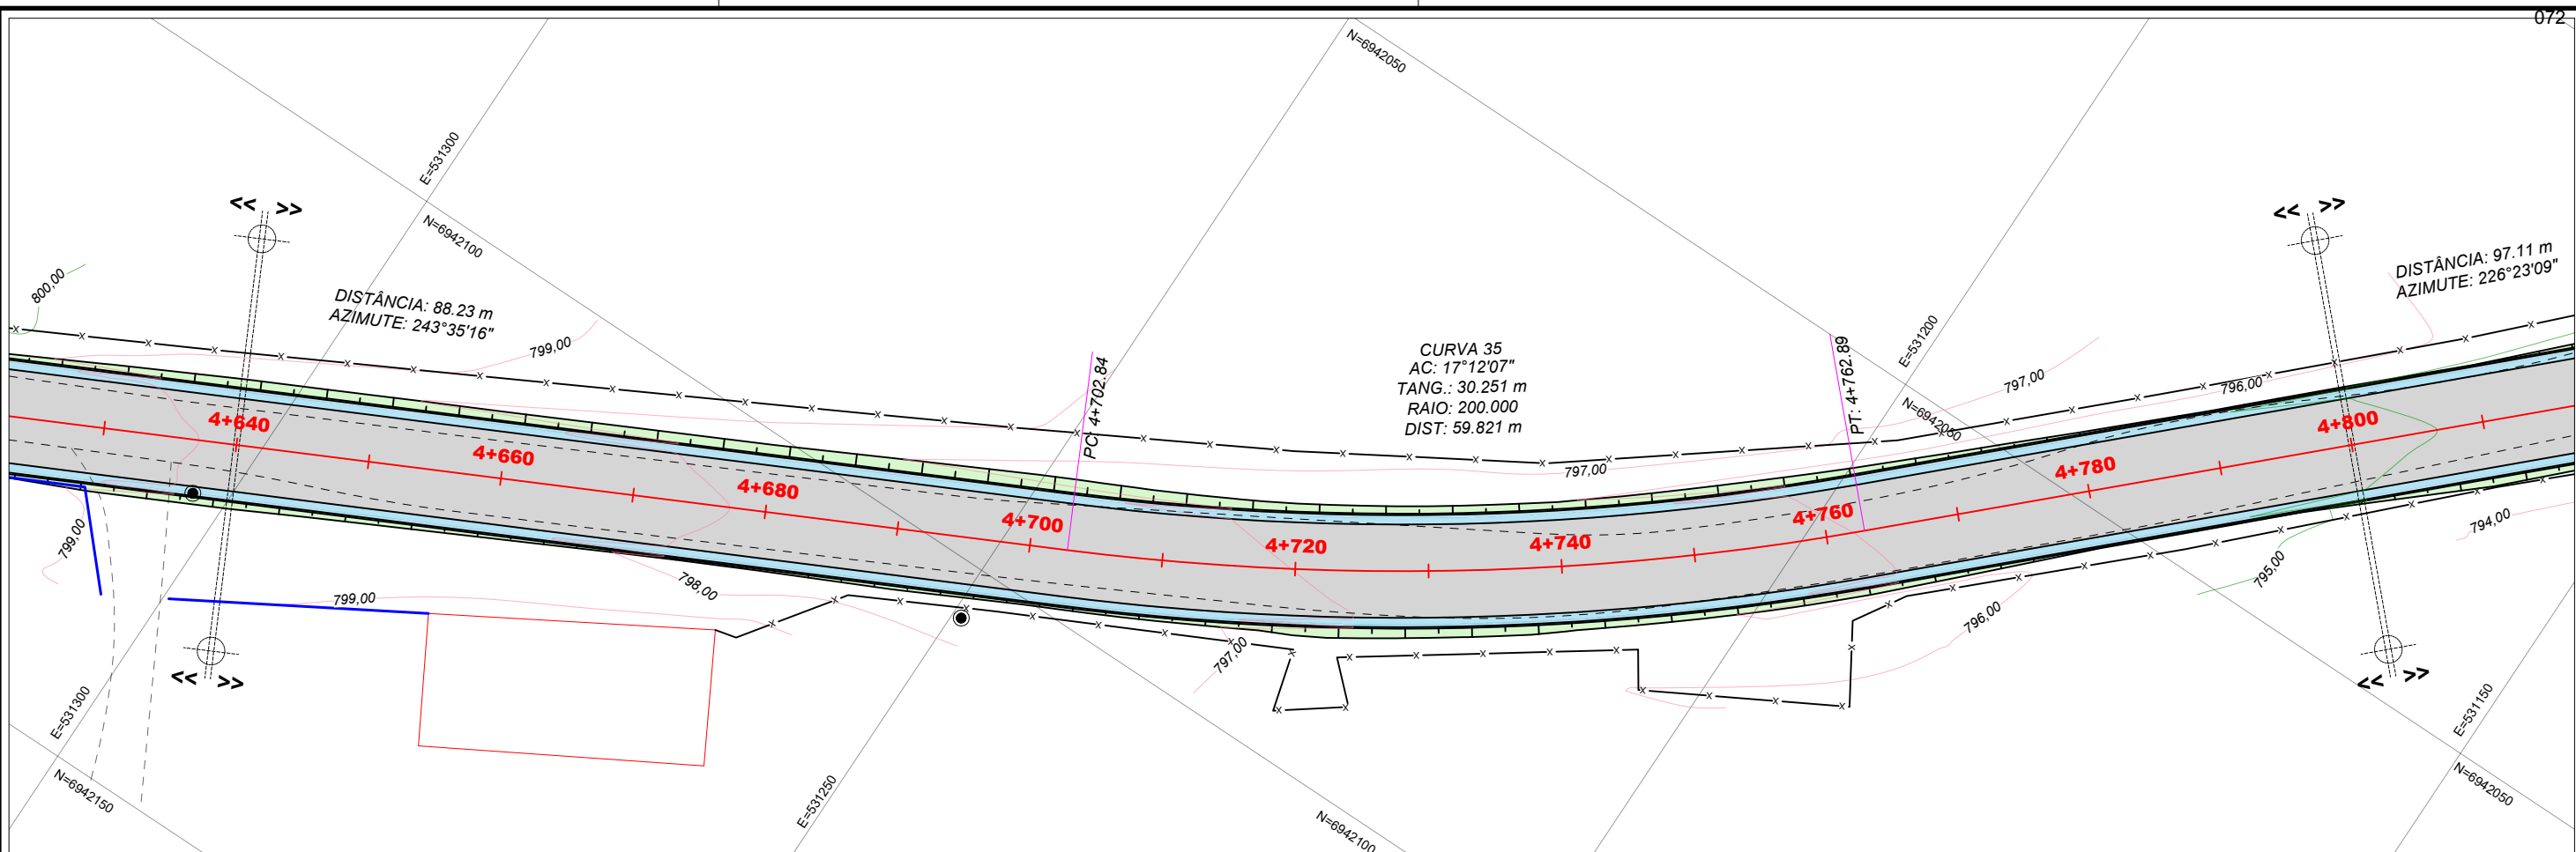 072
N=6942050
E=531300
<< >>
N=6942100
<< >>
800,00
DISTÂNCIA: 88.23 m
AZIMUTE: 243°35'16"
799,00
DISTÂNCIA: 97.11 m
AZIMUTE: 226°23'09"
CURVA 35
AC: 17°12'07"
TANG.: 30.251 m
RAIO: 200.000
DIST: 59.821 m
PC: 4+702.84
PT: 4+762.89
E=531200
N=6942050
797,00
796,00
797,00
4+640
4+660
4+680
4+700
4+720
4+740
4+760
4+780
4+800
799,00
799,00
798,00
797,00
796,00
795,00
794,00
<< >>
<< >>
E=531300
N=6942150
E=531250
N=6942100
E=531150
N=6942050